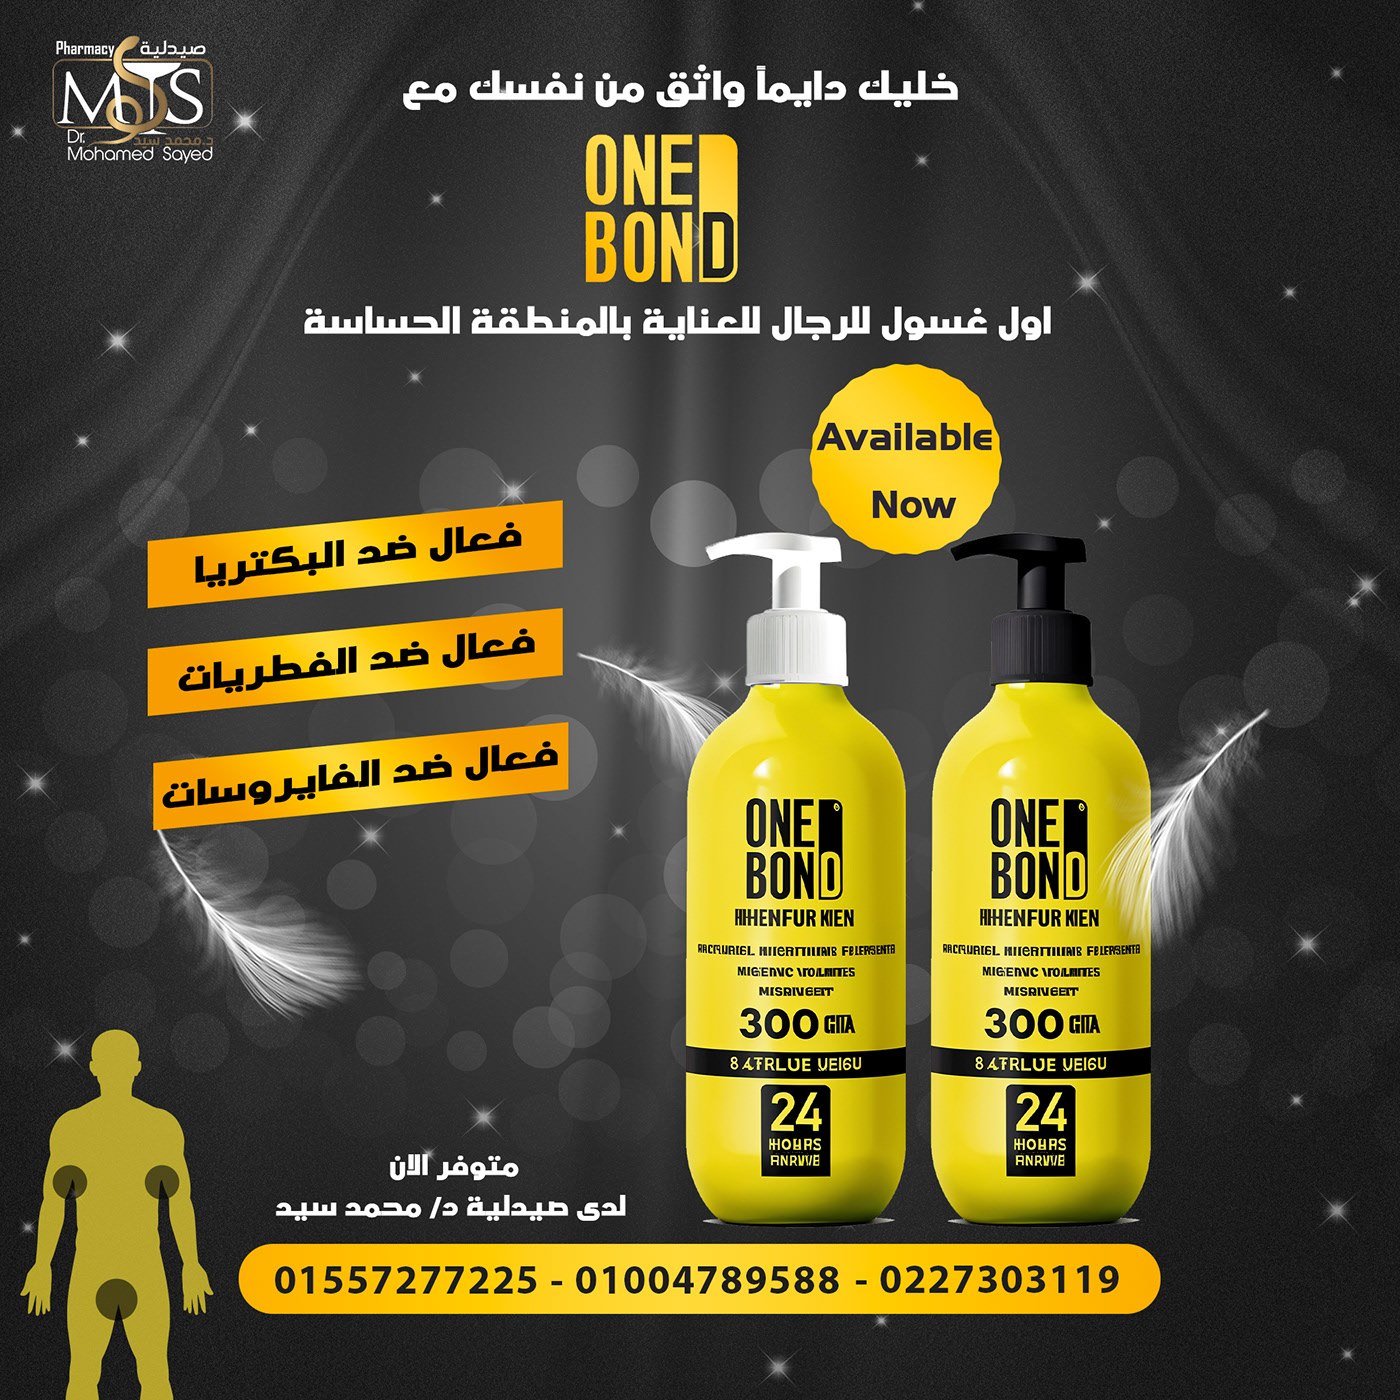 Pharmacy صيدلية
MS
Dr.
د.محمد سيد
Mohamed Sayed
خليك دايماً واثق من نفسك مع
ONE
BOND
اول غسول للرجال للعناية بالمنطقة الحساسة
Available
Now
فعال ضد البكتريا
فعال ضد الفطريات
فعال ضد الفايروسات
ONE
BOND
300
24
HOURS
ONE
BOND
300
24
HOURS
متوفر الان
لدى صيدلية د/ محمد سيد
01557277225 - 01004789588 - 0227303119